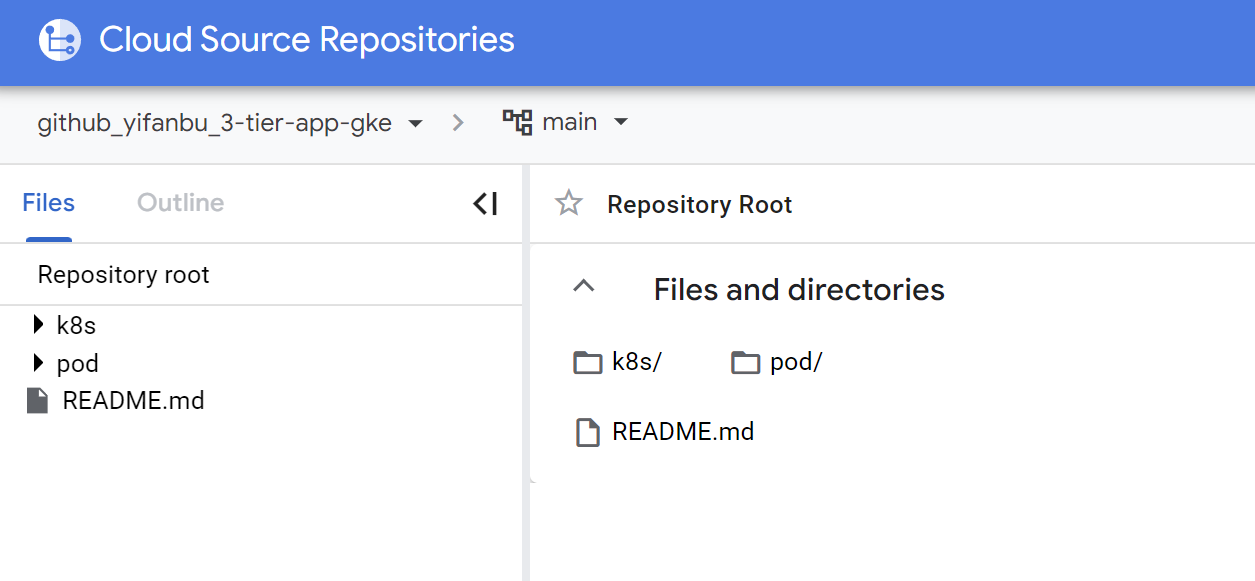 Cloud Source Repositories
github_yifanbu_3-tier-app-gke main
Files Outline
Repository root
k8s
pod
README.md
Repository Root
Files and directories
k8s/ pod/
README.md